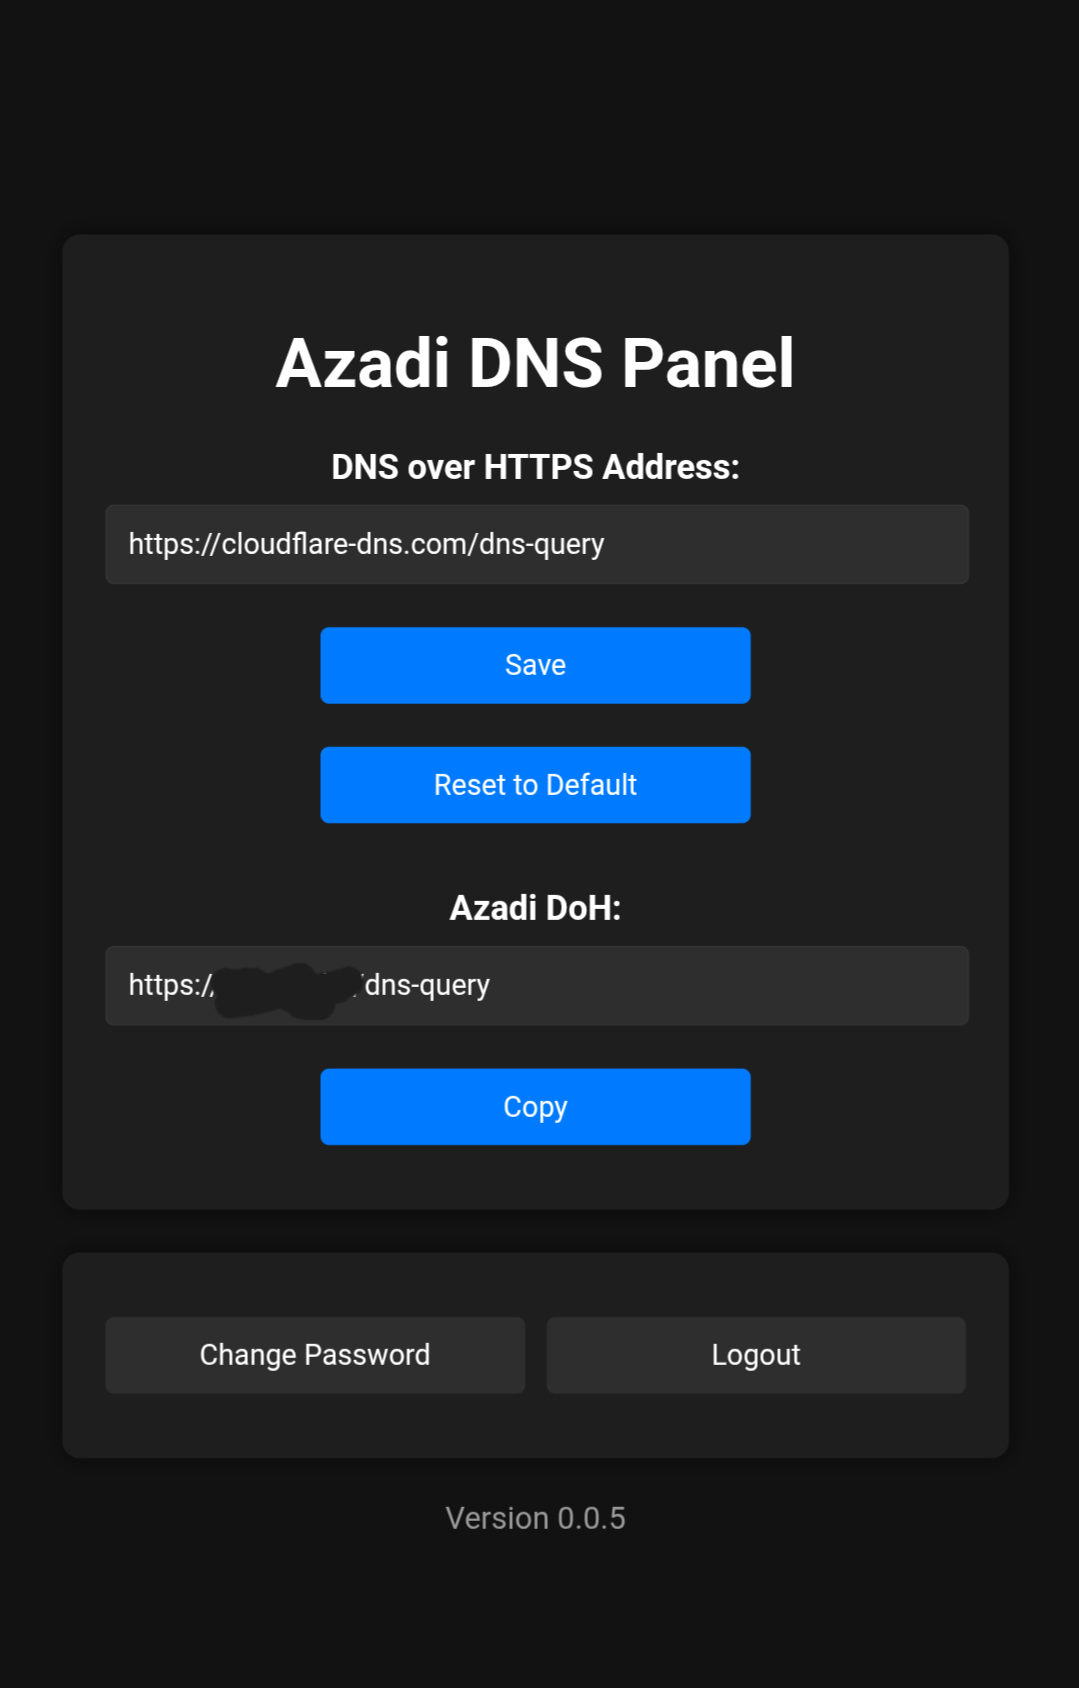 Azadi DNS Panel
DNS over HTTPS Address:
https://cloudflare-dns.com/dns-query
Save
Reset to Default
Azadi DoH:
https:// /dns-query
Copy
Change Password
Logout
Version 0.0.5